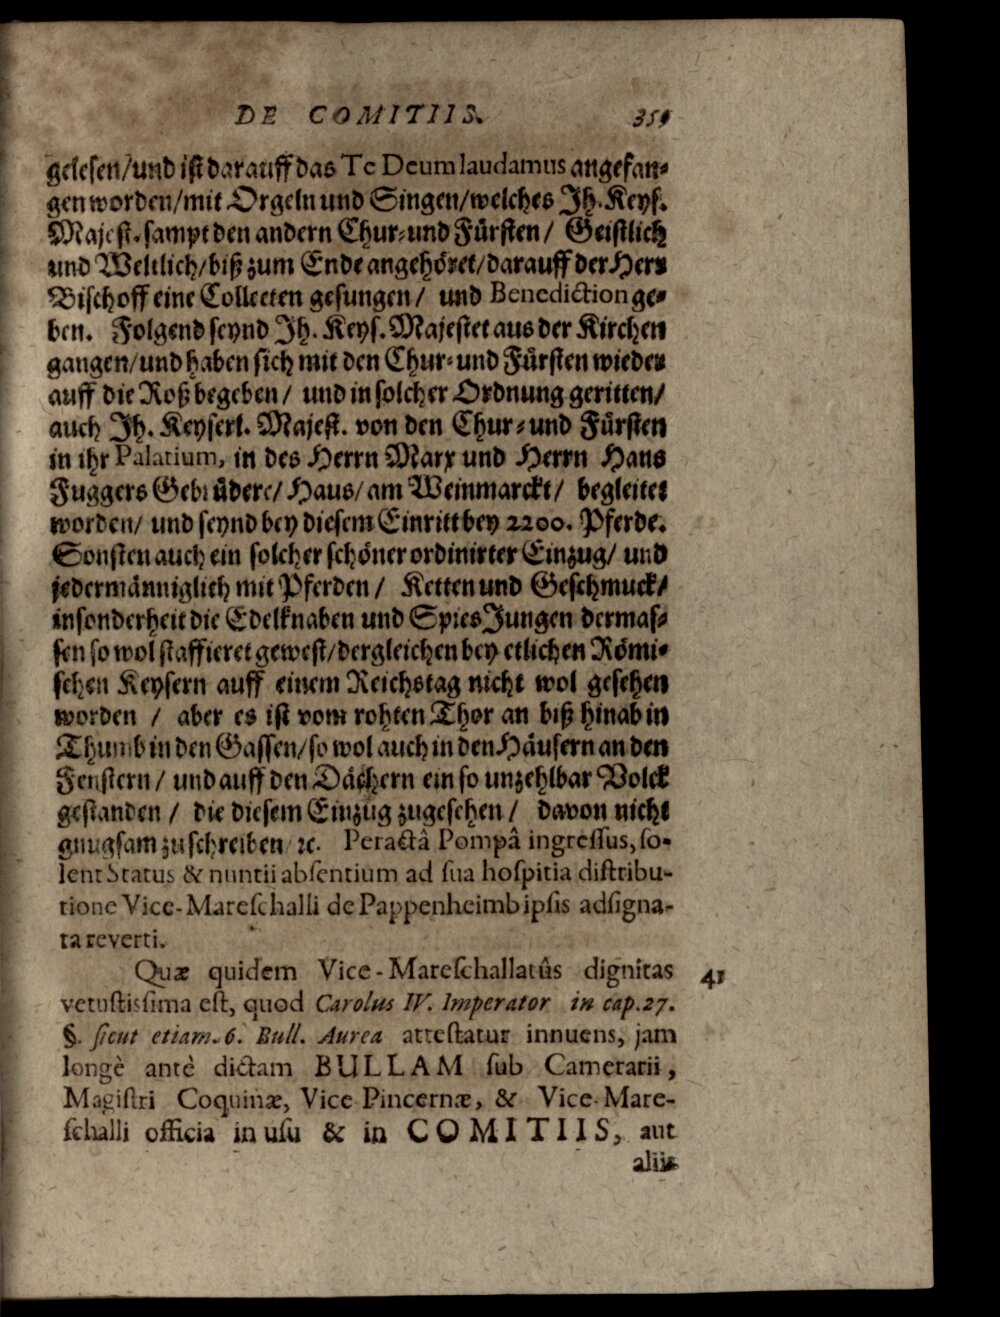 DE COMITIIS. 359
gelesen/und ist darauff das Te Deum laudamus angefan-
gen worden/mit Orgeln und Singen/welches Jh. Keys.
Majest. sampt den andern Chur-und Fürsten/ Geistlich
und Weltlich/biß zum Ende angehöret/darauff der Herr
Bischoff eine Collecten gesungen/ und Benediction ge-
ben. Folgend seynd Jh. Keys. Majestet aus der Kirchen
gangen/und haben sich mit den Chur-und Fürsten wieder
auff die Roß begeben/ und in solcher Ordnung geritten/
auch Jh. Keyserl. Majest. von den Chur-und Fürsten
in ihr Palatium, in des Herrn Marx und Herrn Hans
Fuggers Gebrüdere/Haus/am Weinmarckt/ begleitet
worden/ und seynd bey diesem Einritt bey 2200. Pferde.
Sonsten auch ein solcher schöner ordinirter Einzug/ und
jedermänniglich mit Pferden/ Ketten und Geschmuck/
insonderheit die Edelknaben und Spies Jungen dermas-
sen so wol staffieret gewest/dergleichen bey etlichen Römi-
schen Keysern auff einem Reichstag nicht wol gesehen
worden / aber es ist vom rohten Thor an biß hinab in
Thumb in den Gassen/so wol auch in den Häusern an den
Fenstern/ und auff den Dächern ein so unzehlbar Volck
gestanden / die diesem Einzug zugesehen/ davon nicht
gnugsam zu schreiben /ꝛc. Peractâ Pompâ ingreſſus, ſo-
lent Status & nuntii abſentium ad ſua hoſpitia diſtribu-
tione Vice-Mareſchalli de Pappenheimb ipſis adſigna-
ta reverti.
Quæ quidem Vice-Mareſchallatûs dignitas 41
vetuſtisſima eſt, quod Carolus IV. Imperator in cap.27.
§. ſicut etiam. 6. Bull. Aurea atteſtatur innuens, jam
longè antè dictam BULLAM ſub Camerarii,
Magiſtri Coquinæ, Vice Pincernæ, & Vice-Mare-
ſchalli officia in uſu & in COMITIIS, aut
aliis